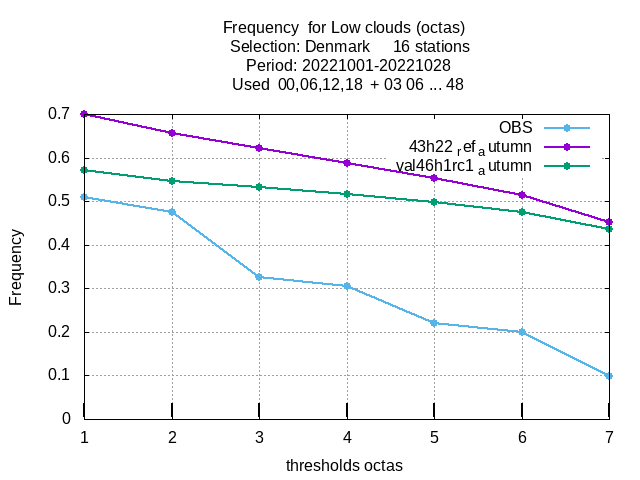 Frequency for Low clouds (octas)
Selection: Denmark 16 stations
Period: 20221001-20221028
Used 00,06,12,18 + 03 06 ... 48
OBS
43h22 refautumn
val46h1rc1 autumn
0.7
0.6
0.5
0.4
0.3
0.2
0.1
0
Frequency
1 2 3 4 5 6 7
thresholds octas